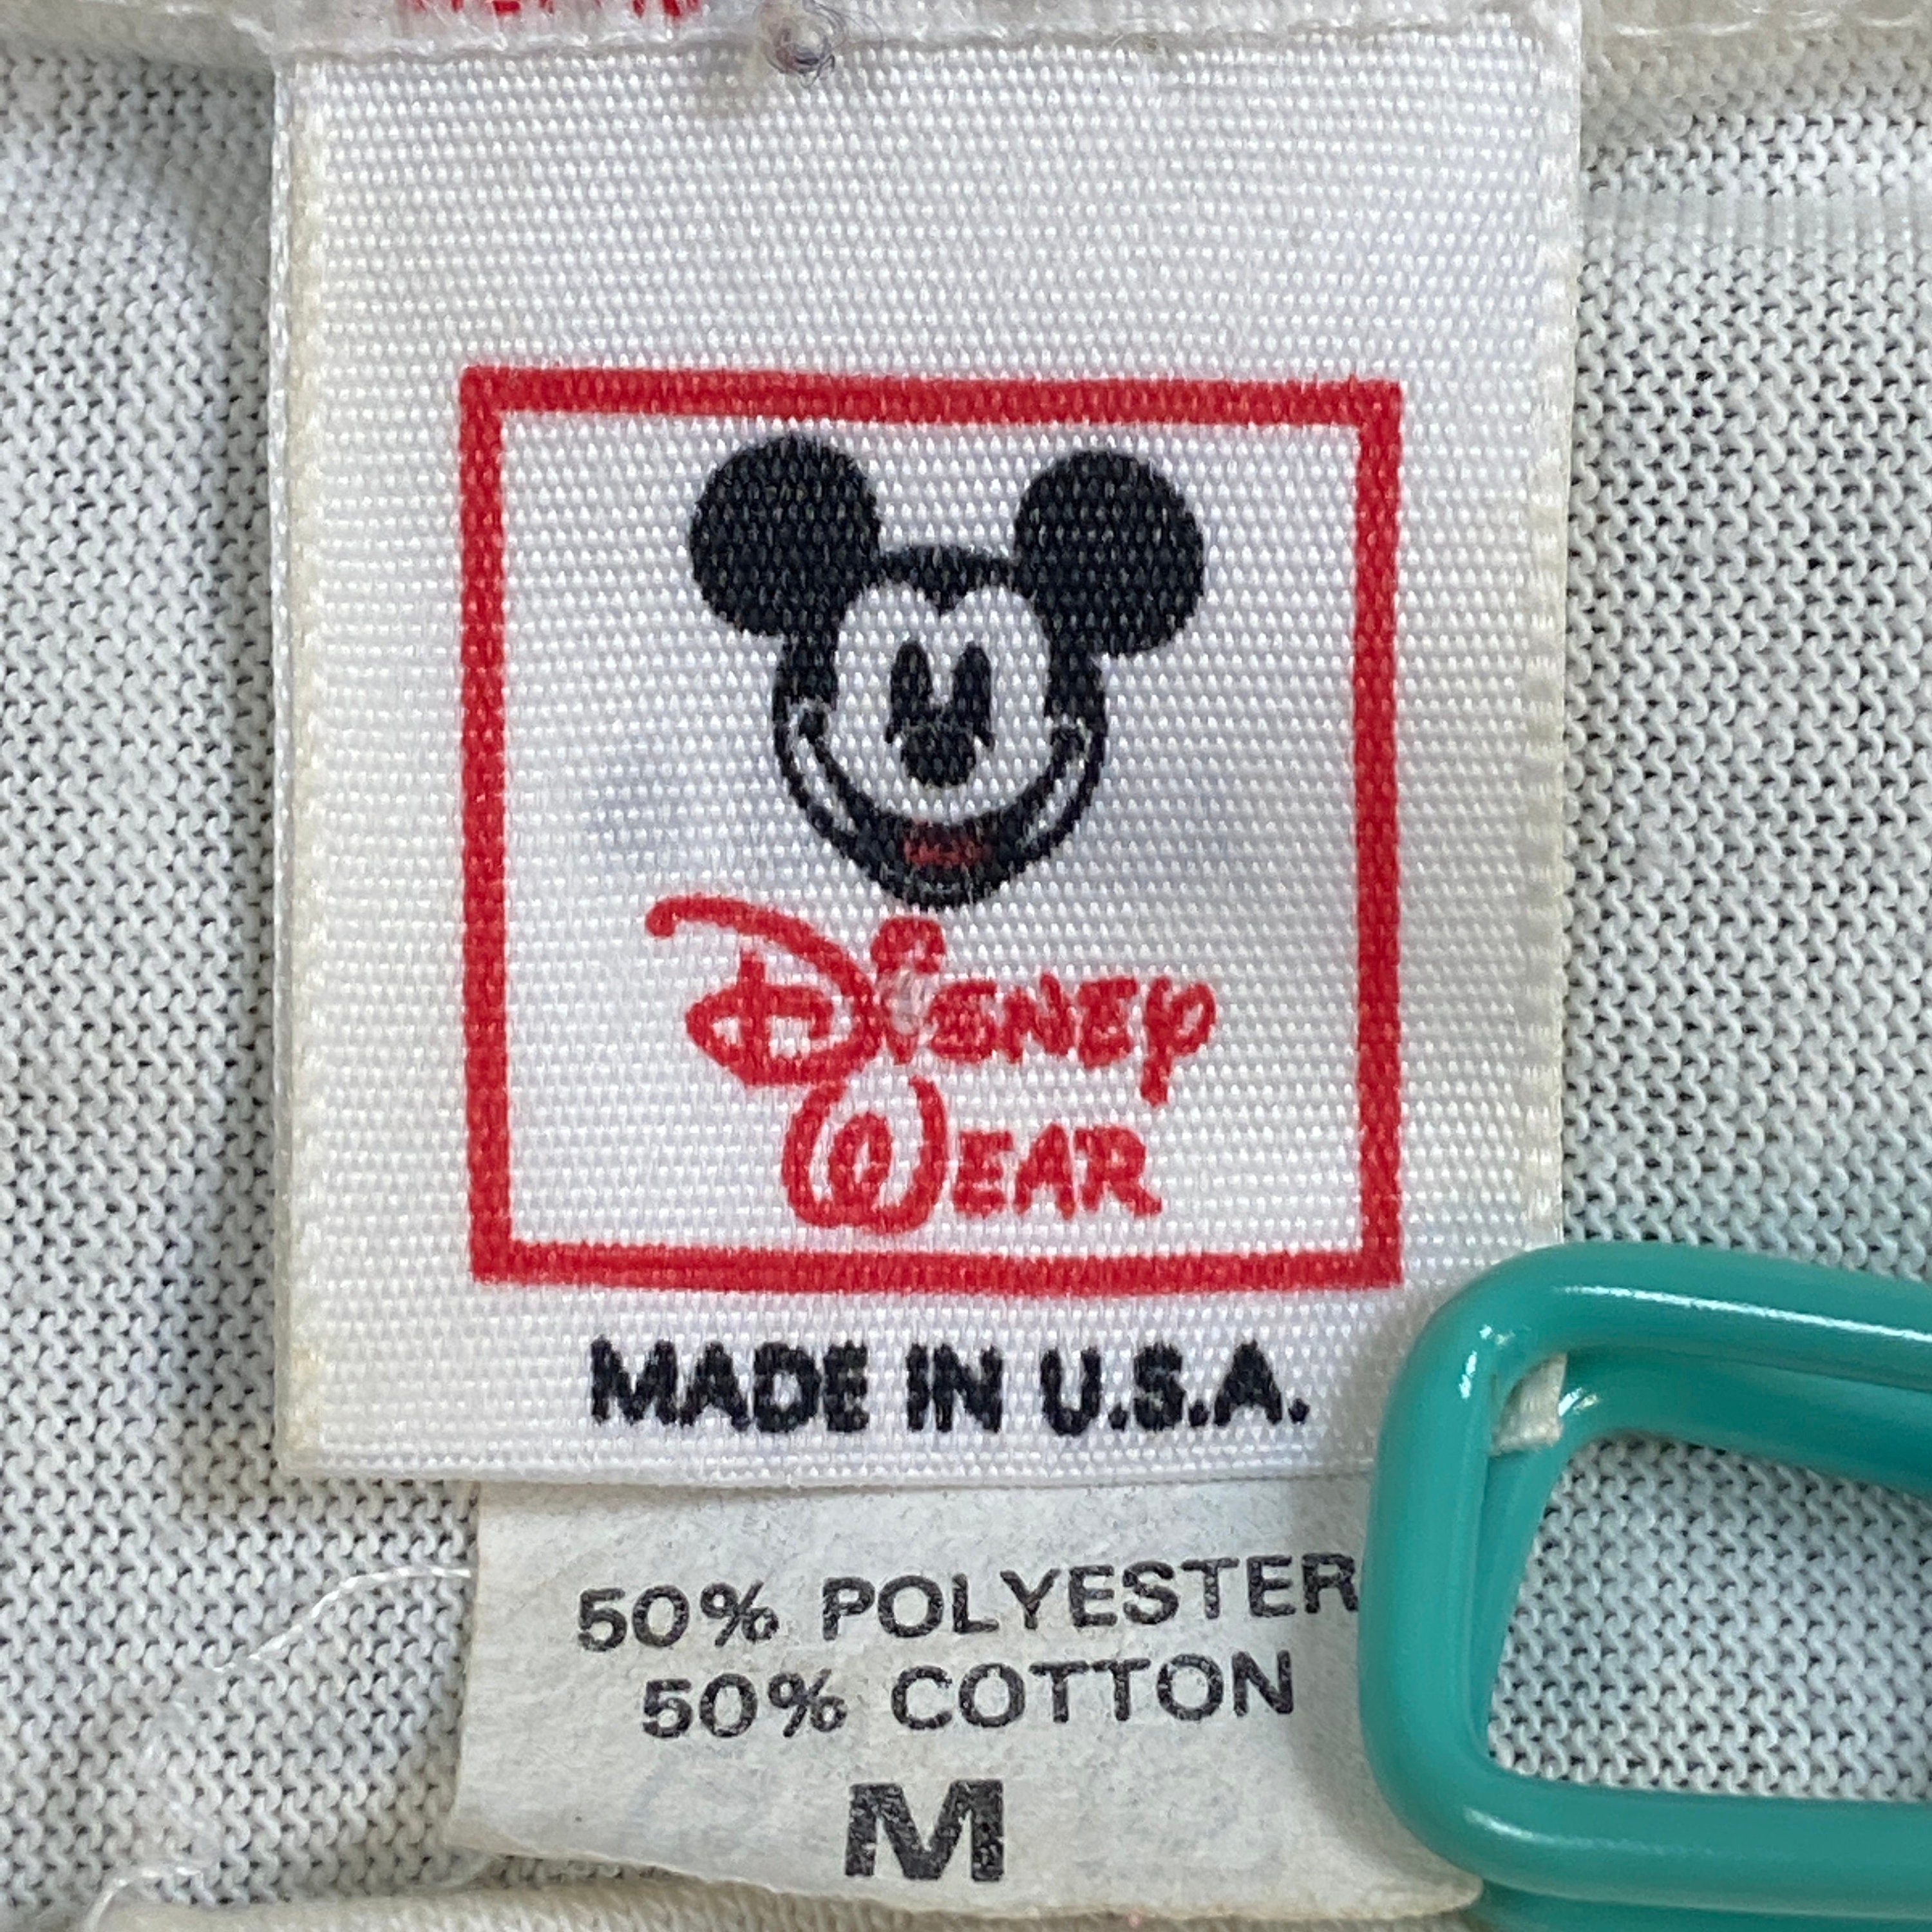 Disney
Wear
MADE IN U.S.A.
50% POLYESTER
50% COTTON
M